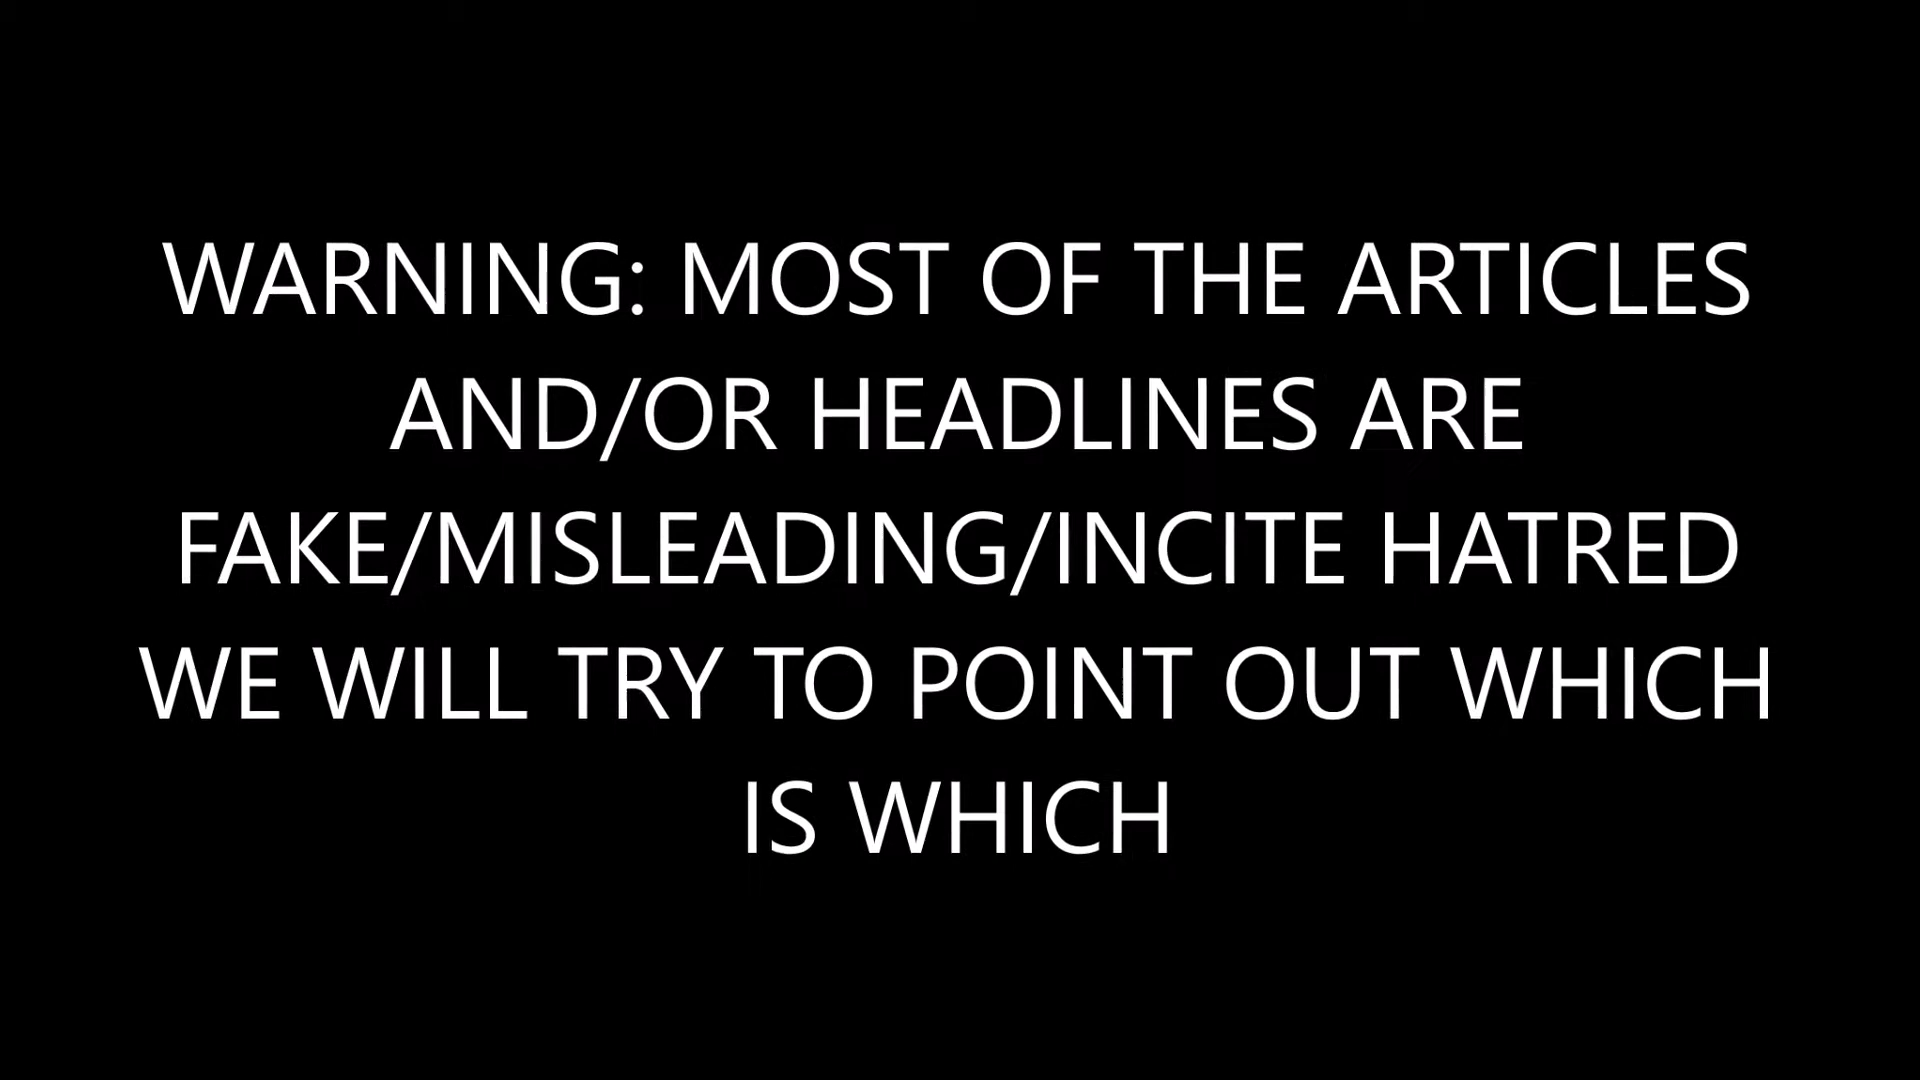 WARNING: MOST OF THE ARTICLES
AND/OR HEADLINES ARE
FAKE/MISLEADING/INCITE HATRED
WE WILL TRY TO POINT OUT WHICH
IS WHICH